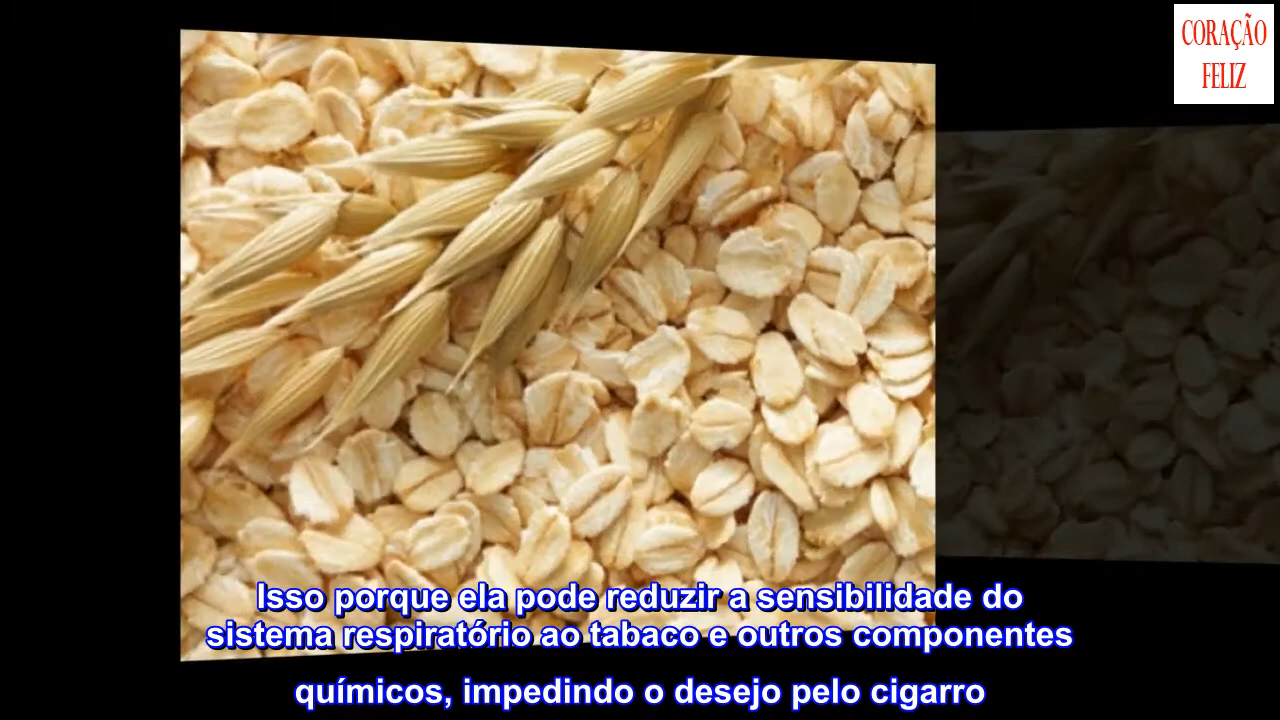 CORAÇÃO
FELIZ
Isso porque ela pode reduzir a sensibilidade do
sistema respiratório ao tabaco e outros componentes
químicos, impedindo o desejo pelo cigarro